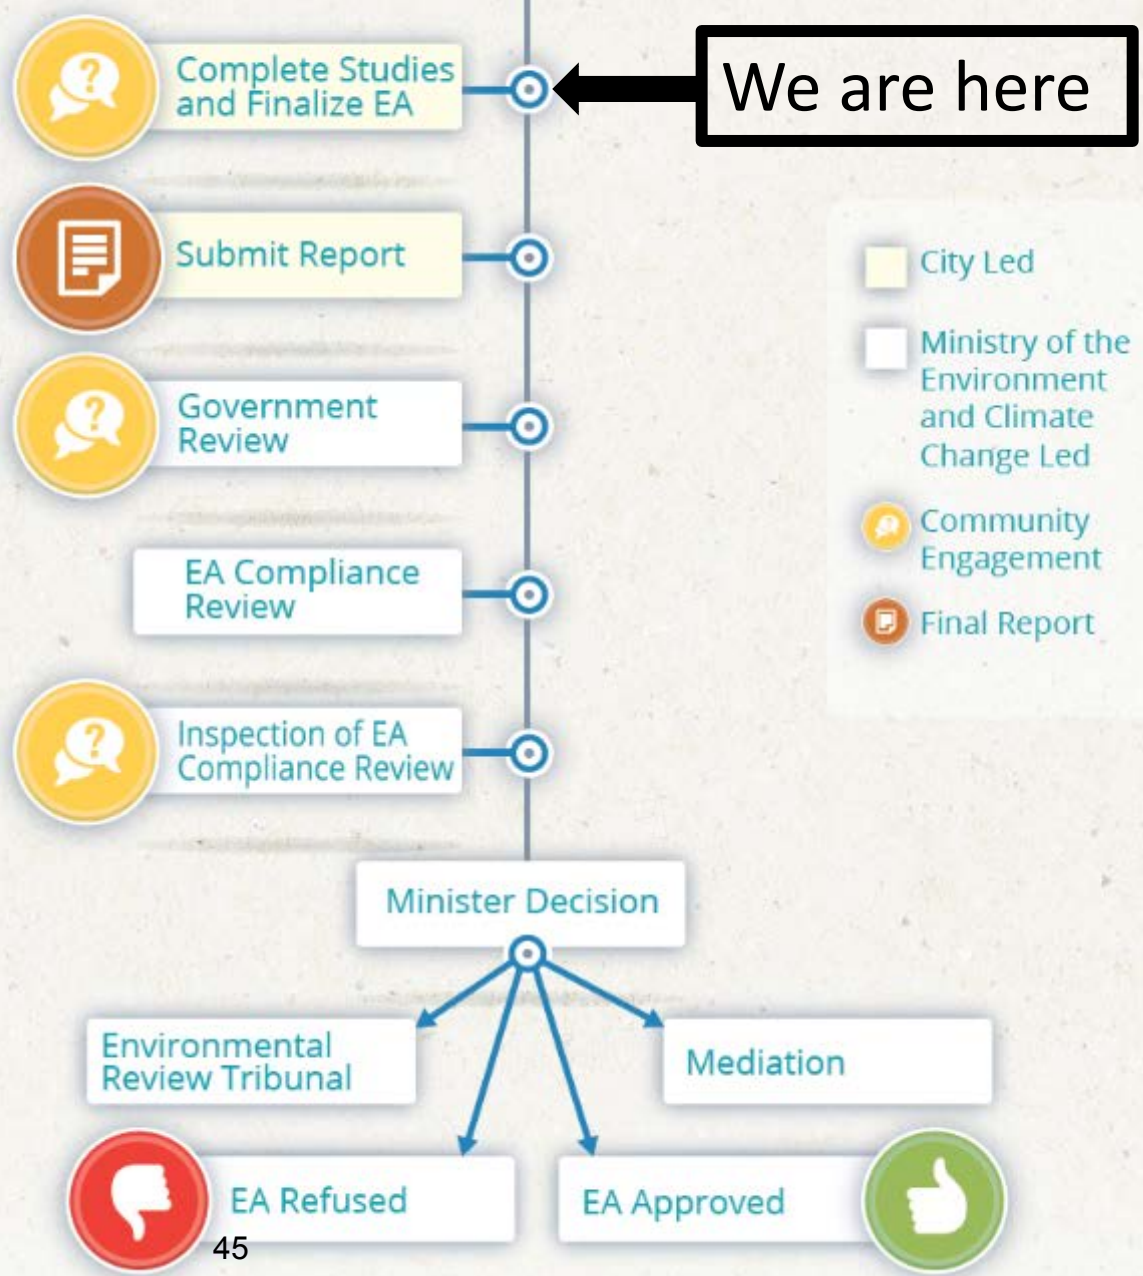 Complete Studies
and Finalize EA
We are here
Submit Report
Government
Review
EA Compliance
Review
Inspection of EA
Compliance Review
City Led
Ministry of the
Environment
and Climate
Change Led
Community
Engagement
Final Report
Minister Decision
Environmental
Review Tribunal
Mediation
EA Refused
EA Approved
45